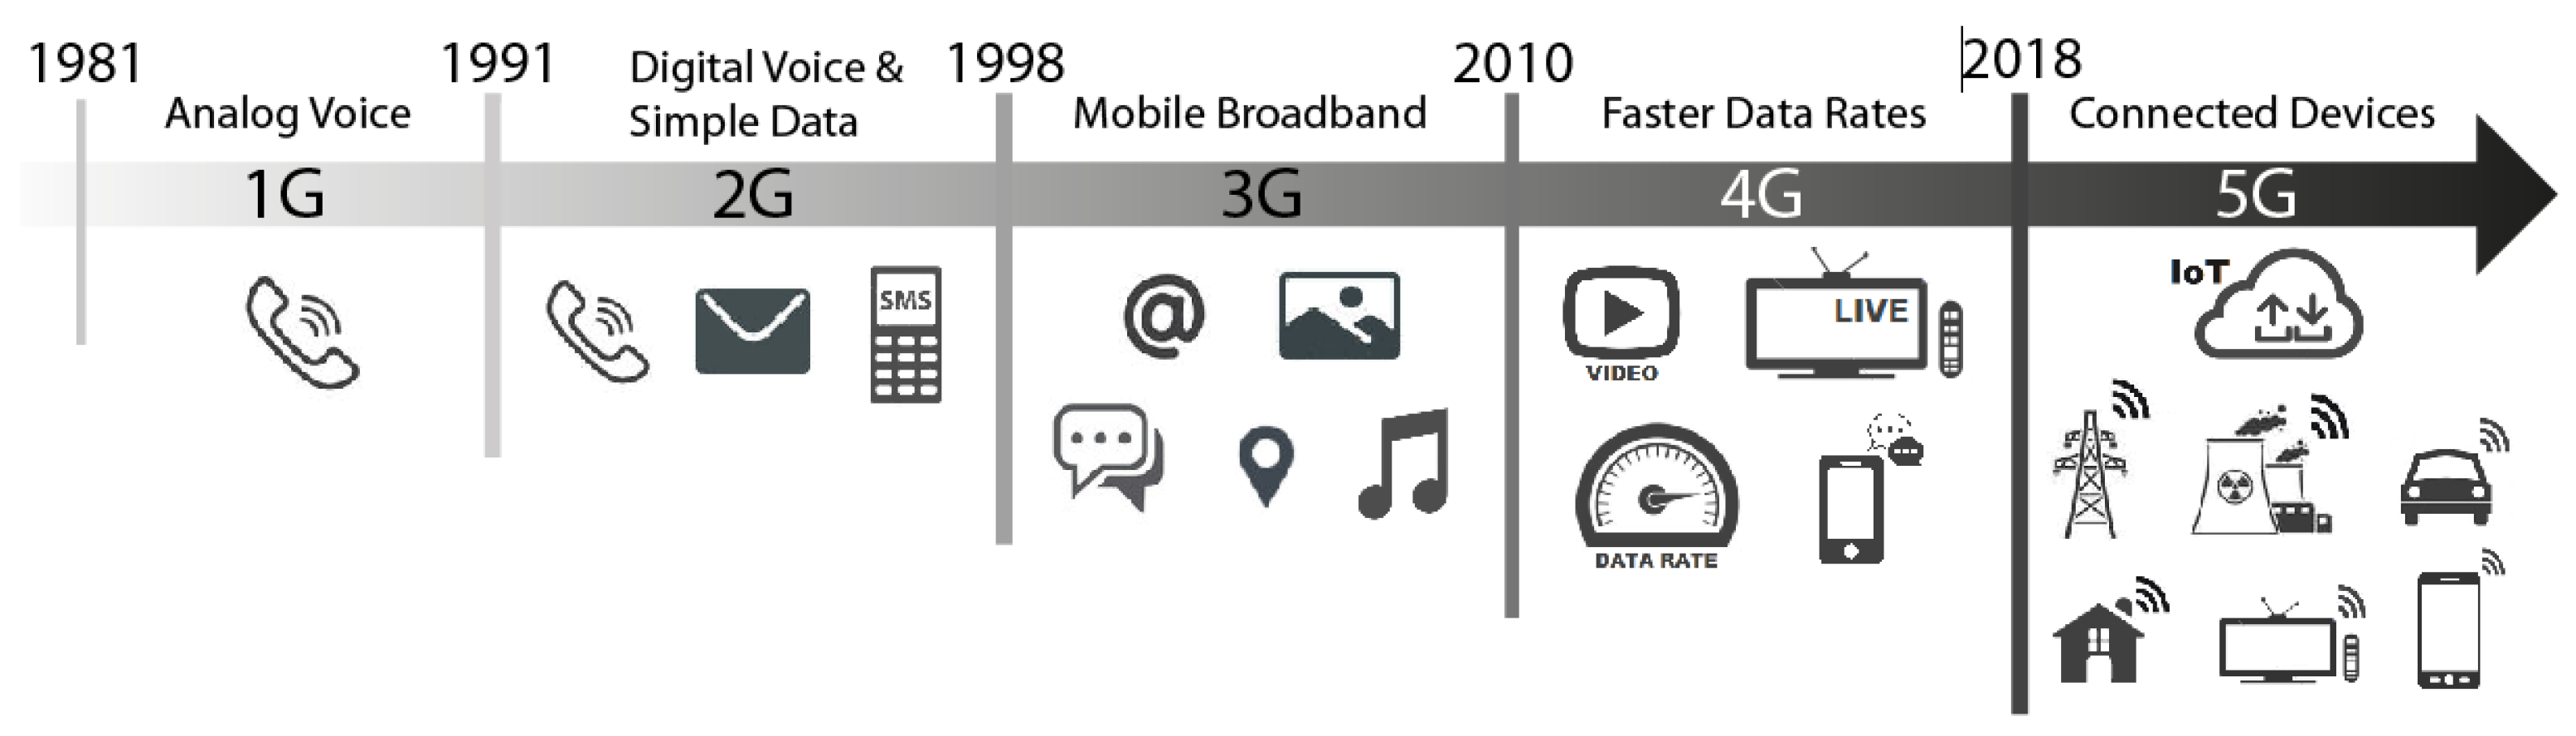 1981
1991
Digital Voice &
Simple Data
1998
2010
2018
Analog Voice
Mobile Broadband
Faster Data Rates
Connected Devices
1G
2G
3G
4G
5G
SMS
@
VIDEO
LIVE
DATA RATE
IoT